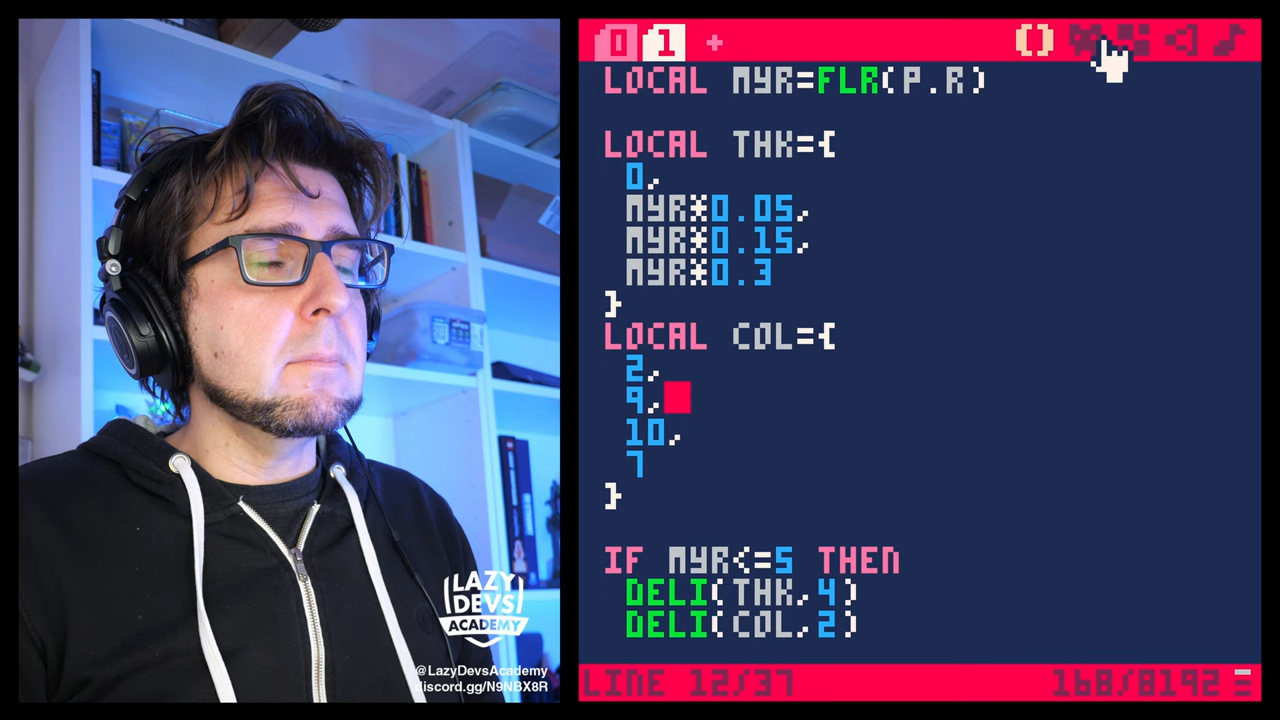 0 1 +
LOCAL MYR=FLR(P.R)
LOCAL THK={
0,
MYR*0.05,
MYR*0.15,
MYR*0.3
}
LOCAL COL={
2,
9,
10,
7
}
IF MYR<=5 THEN
DELI(THK,4)
DELI(COL,2)
LINE 12/37
168/8192
LAZY
DEVS
ACADEMY
@LazyDevsAcademy
discord.gg/N9NBX8R